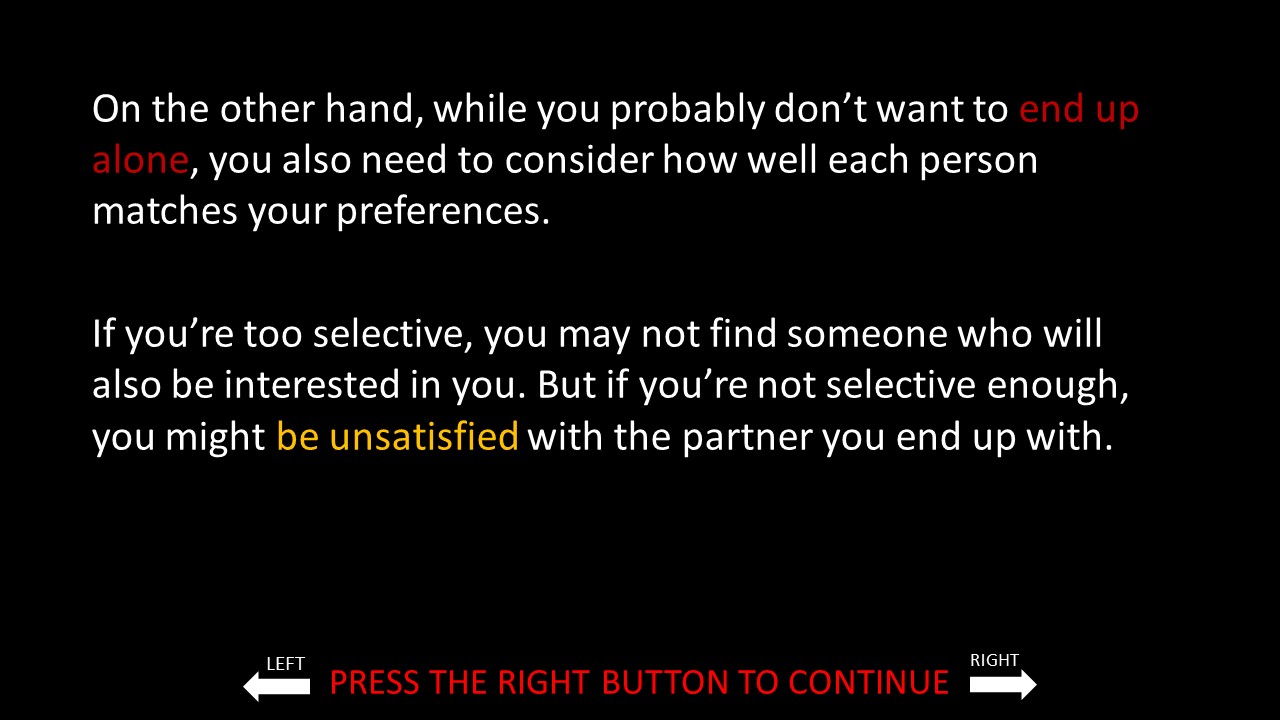 On the other hand, while you probably don’t want to end up
alone, you also need to consider how well each person
matches your preferences.
If you’re too selective, you may not find someone who will
also be interested in you. But if you’re not selective enough,
you might be unsatisfied with the partner you end up with.
LEFT
PRESS THE RIGHT BUTTON TO CONTINUE
RIGHT